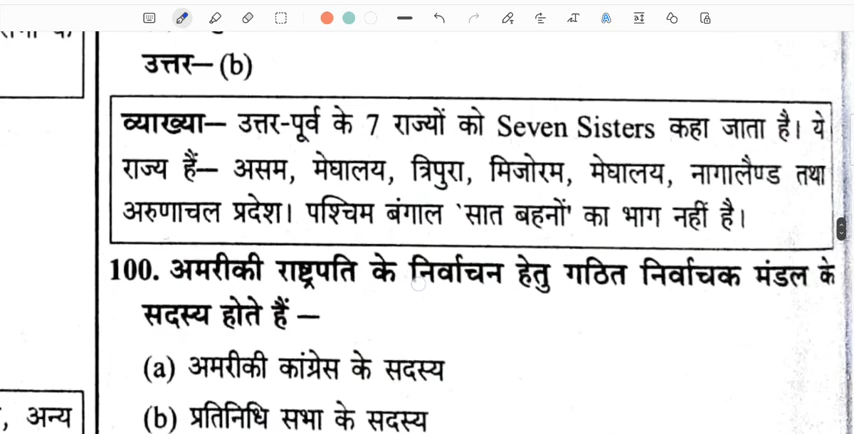 उत्तर— (b)
व्याख्या— उत्तर-पूर्व के 7 राज्यों को Seven Sisters कहा जाता है। ये
राज्य हैं— असम, मेघालय, त्रिपुरा, मिजोरम, मेघालय, नागालैण्ड तथा
अरुणाचल प्रदेश। पश्चिम बंगाल `सात बहनों' का भाग नहीं है।
100. अमरीकी राष्ट्रपति के निर्वाचन हेतु गठित निर्वाचक मंडल के
सदस्य होते हैं —
(a) अमरीकी कांग्रेस के सदस्य
, अन्य
(b) प्रतिनिधि सभा के सदस्य